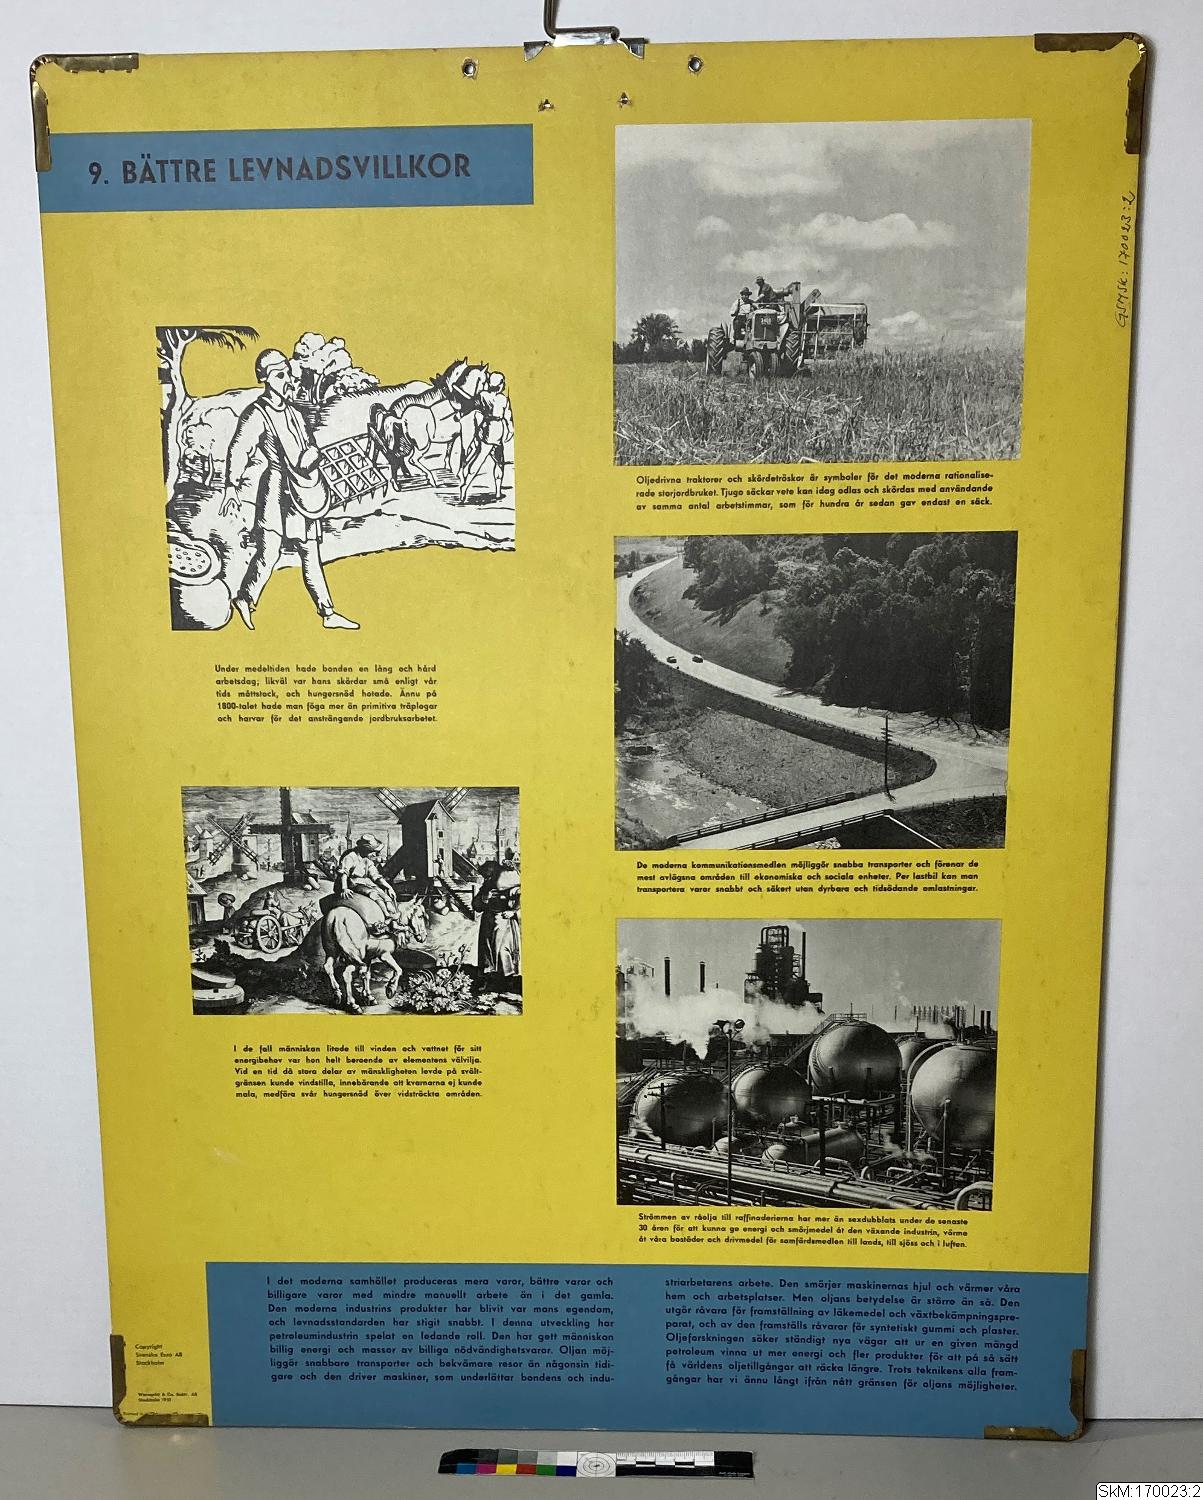 9. BÄTTRE LEVNADSVILLKOR
Under medeltiden hade bonden en lång och hård
arbetsdag; likväl var hans skördar små enligt vår
tids måttstock, och hungersnöd hotade. Ännu på
1800-talet hade man föga mer än primitiva träplogar
och harvar för det ansträngande jordbruksarbetet.
I de fall människan litade till vinden och vattnet för sitt
energibehov var hon helt beroende av elementens välvilja.
Vid en tid då stora delar av mänskligheten levde på svält-
gränsen kunde vindstilla, innebärande att kvarnarna ej kunde
mala, medföra svår hungersnöd över vidsträckta områden.
Oljedrivna traktorer och skördetröskor är symboler för det moderna rationalise-
rade storjordbruket. Tjugo säckar vete kan idag odlas och skördas med användande
av samma antal arbetstimmar, som för hundra år sedan gav endast en säck.
De moderna kommunikationsmedlen möjliggör snabba transporter och förenar de
mest avlägsna områden till ekonomiska och sociala enheter. Per lastbil kan man
transportera varor snabbt och säkert utan dyrbara och tidsödande omlastningar.
Strömmen av råolja till raffinaderierna har mer än sexdubblats under de senaste
30 åren för att kunna ge energi och smörjmedel åt den växande industrin, värme
åt våra bostäder och drivmedel för samfärdsmedlen till lands, till sjöss och i luften.
I det moderna samhället produceras mera varor, bättre varor och
billigare varor med mindre manuellt arbete än i det gamla.
Den moderna industrins produkter har blivit var mans egendom,
och levnadsstandarden har stigit snabbt. I denna utveckling har
petroleumindustrin spelat en ledande roll. Den har gett människan
billig energi och massor av billiga nödvändighetsvaror. Oljan möj-
liggör snabbare transporter och bekvämare resor än någonsin tidi-
gare och den driver maskiner, som underlättar bondens och indu-
striarbetarens arbete. Den smörjer maskinernas hjul och värmer våra
hem och arbetsplatser. Men oljans betydelse är större än så. Den
utgör råvara för framställning av läkemedel och växtbekämpningspre-
parat, och av den framställs råvaror för syntetiskt gummi och plaster.
Oljeforskningen söker ständigt nya vägar att ur en given mängd
petroleum vinna ut mer energi och fler produkter för att på så sätt
få världens oljetillgångar att räcka längre. Trots teknikens alla fram-
gångar har vi ännu långt ifrån nått gränsen för oljans möjligheter.
Copyright
Svenska Esso AB
Stockholm
Stockholm 1951
GSMSK: 170023:2
SkM:170023:2